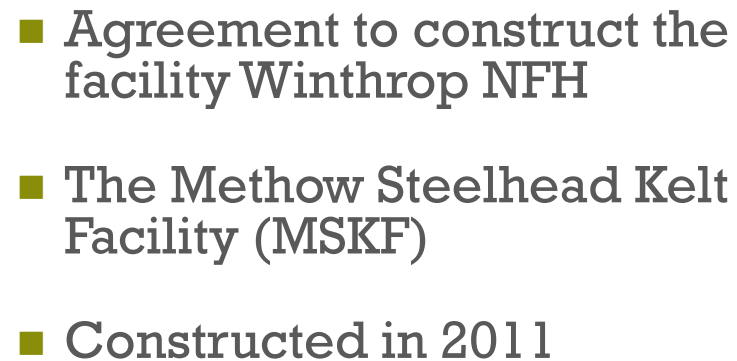 ■ Agreement to construct the
facility Winthrop NFH
■ The Methow Steelhead Kelt
Facility (MSKF)
■ Constructed in 2011